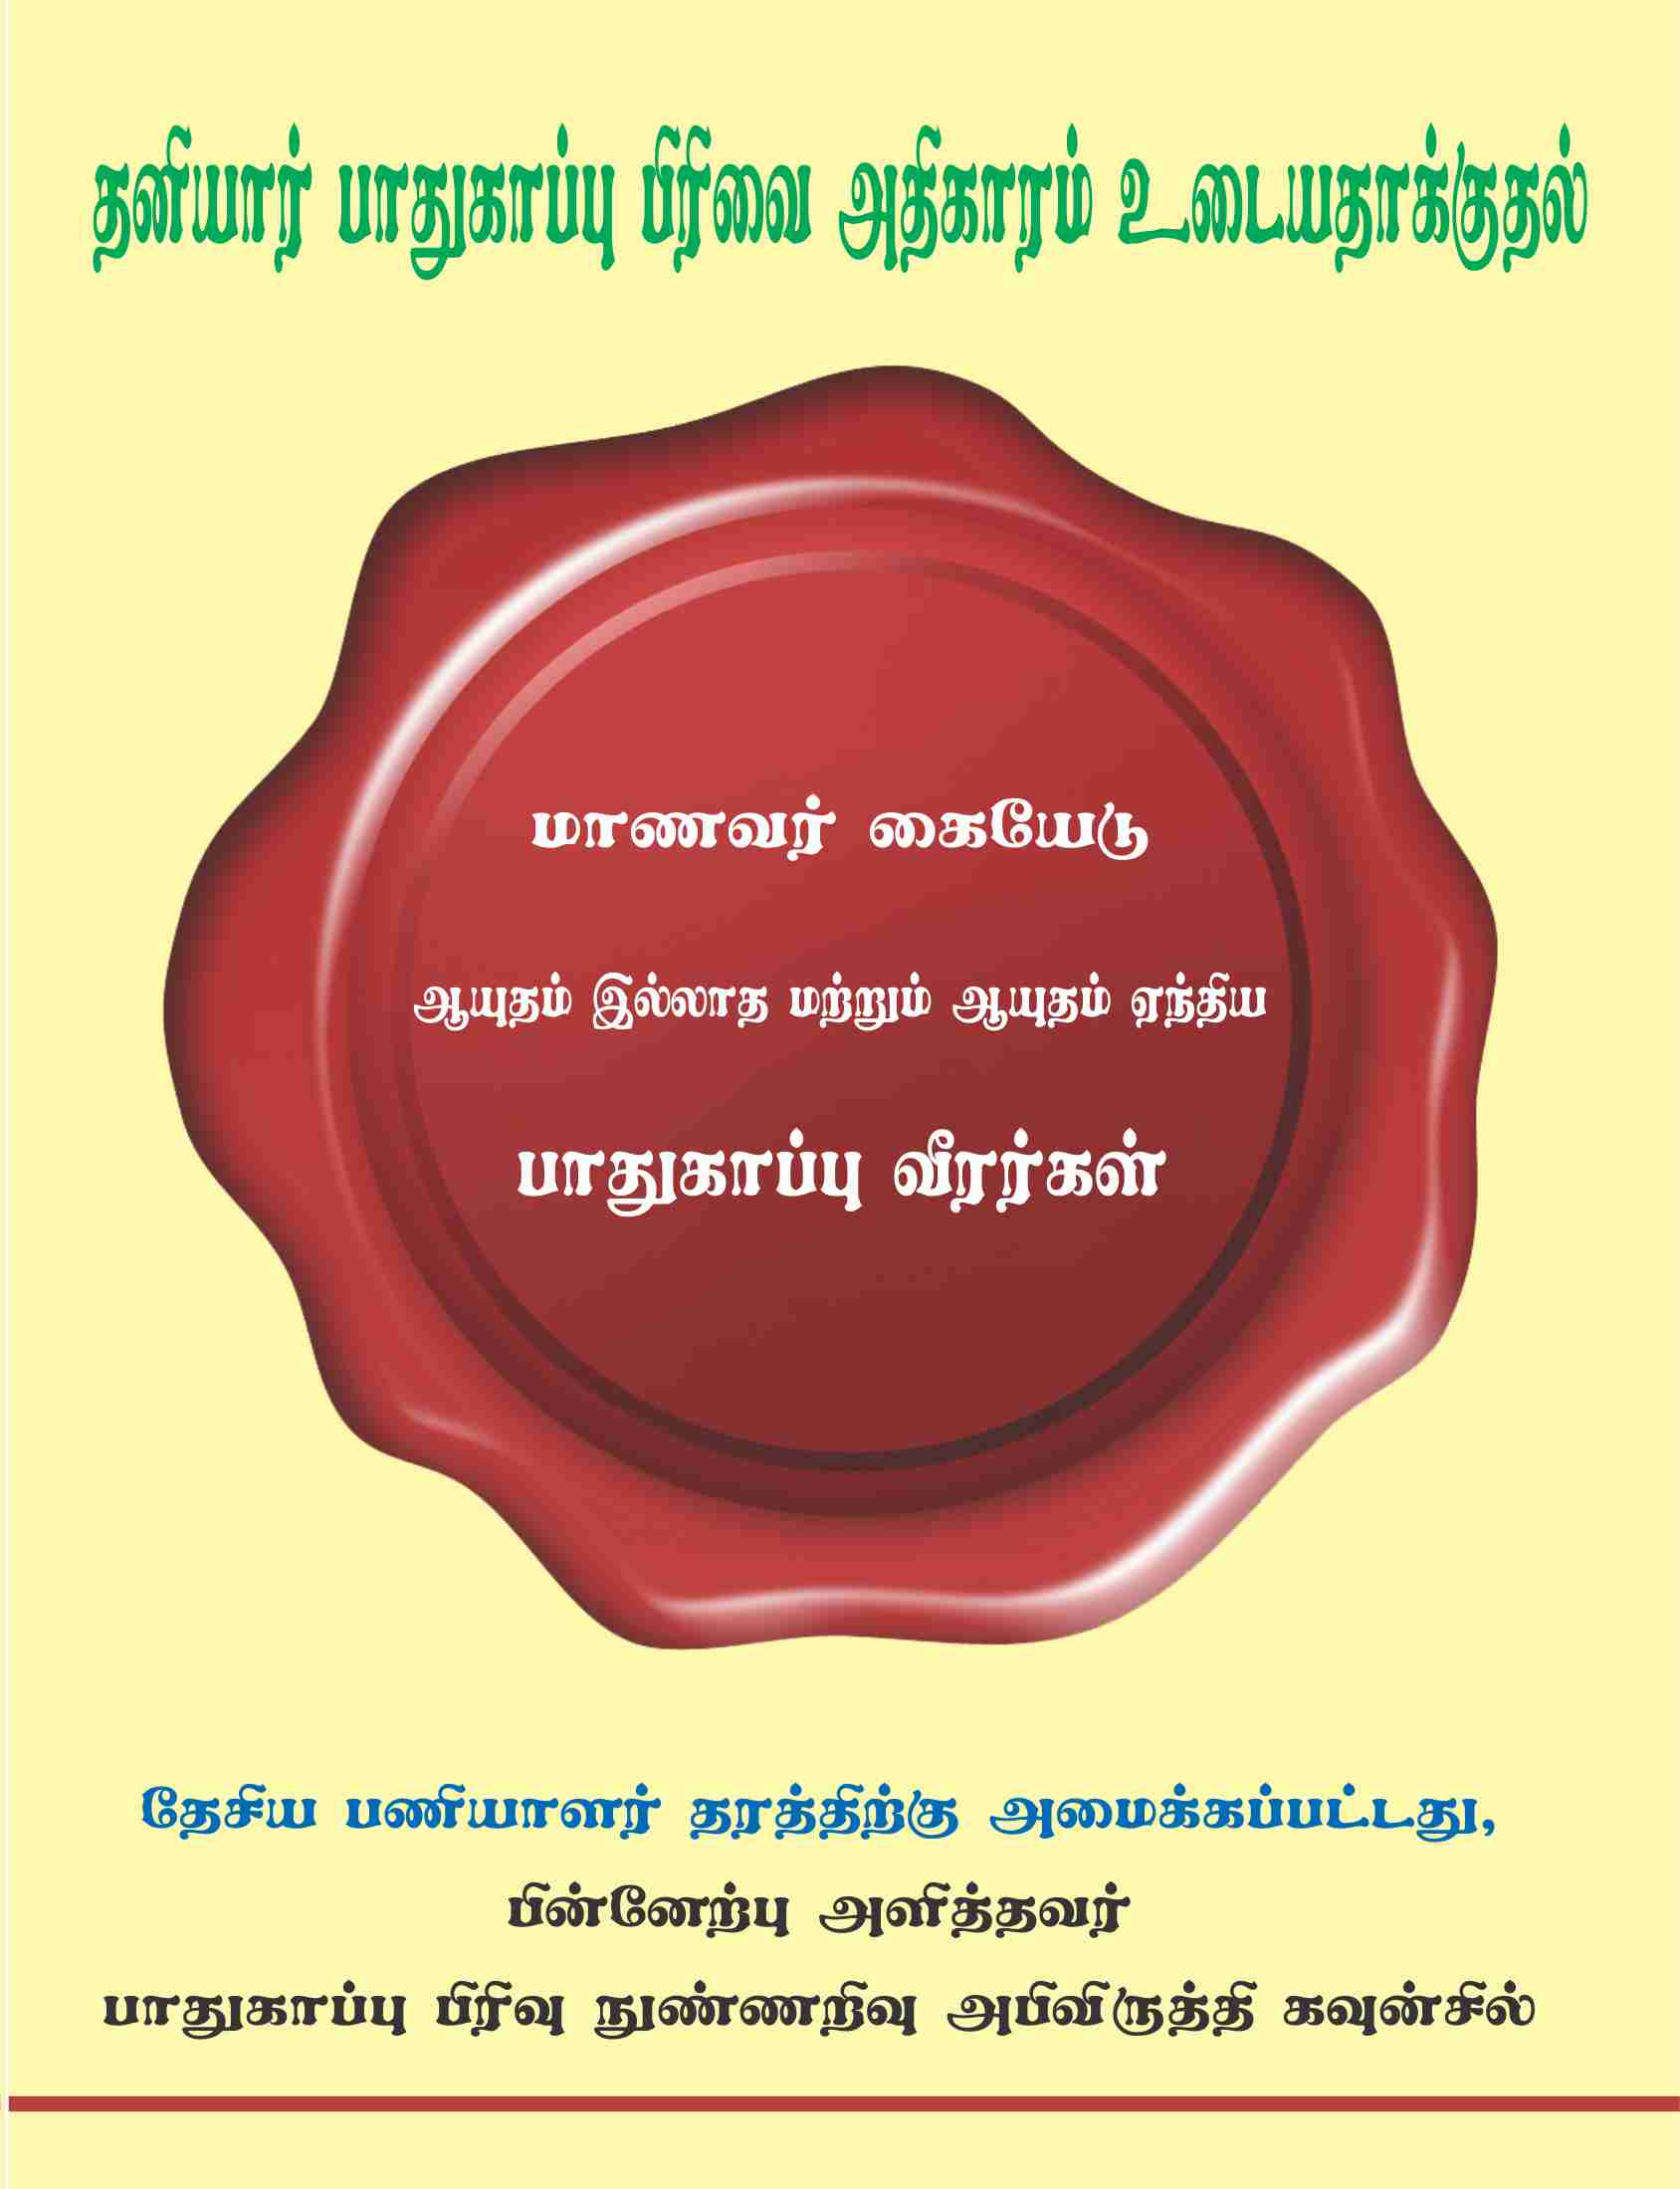 தனியார் பாதுகாப்பு பிரிவை அதிகாரம் உடையதாக்குதல்
மாணவர் கையேடு
ஆயுதம் இல்லாத மற்றும் ஆயுதம் ஏந்திய
பாதுகாப்பு வீரர்கள்
தேசிய பணியாளர் தரத்திற்கு அமைக்கப்பட்டது,
பின்னேற்பு அளித்தவர்
பாதுகாப்பு பிரிவு நுண்ணறிவு அபிவிருத்தி கவுன்சில்